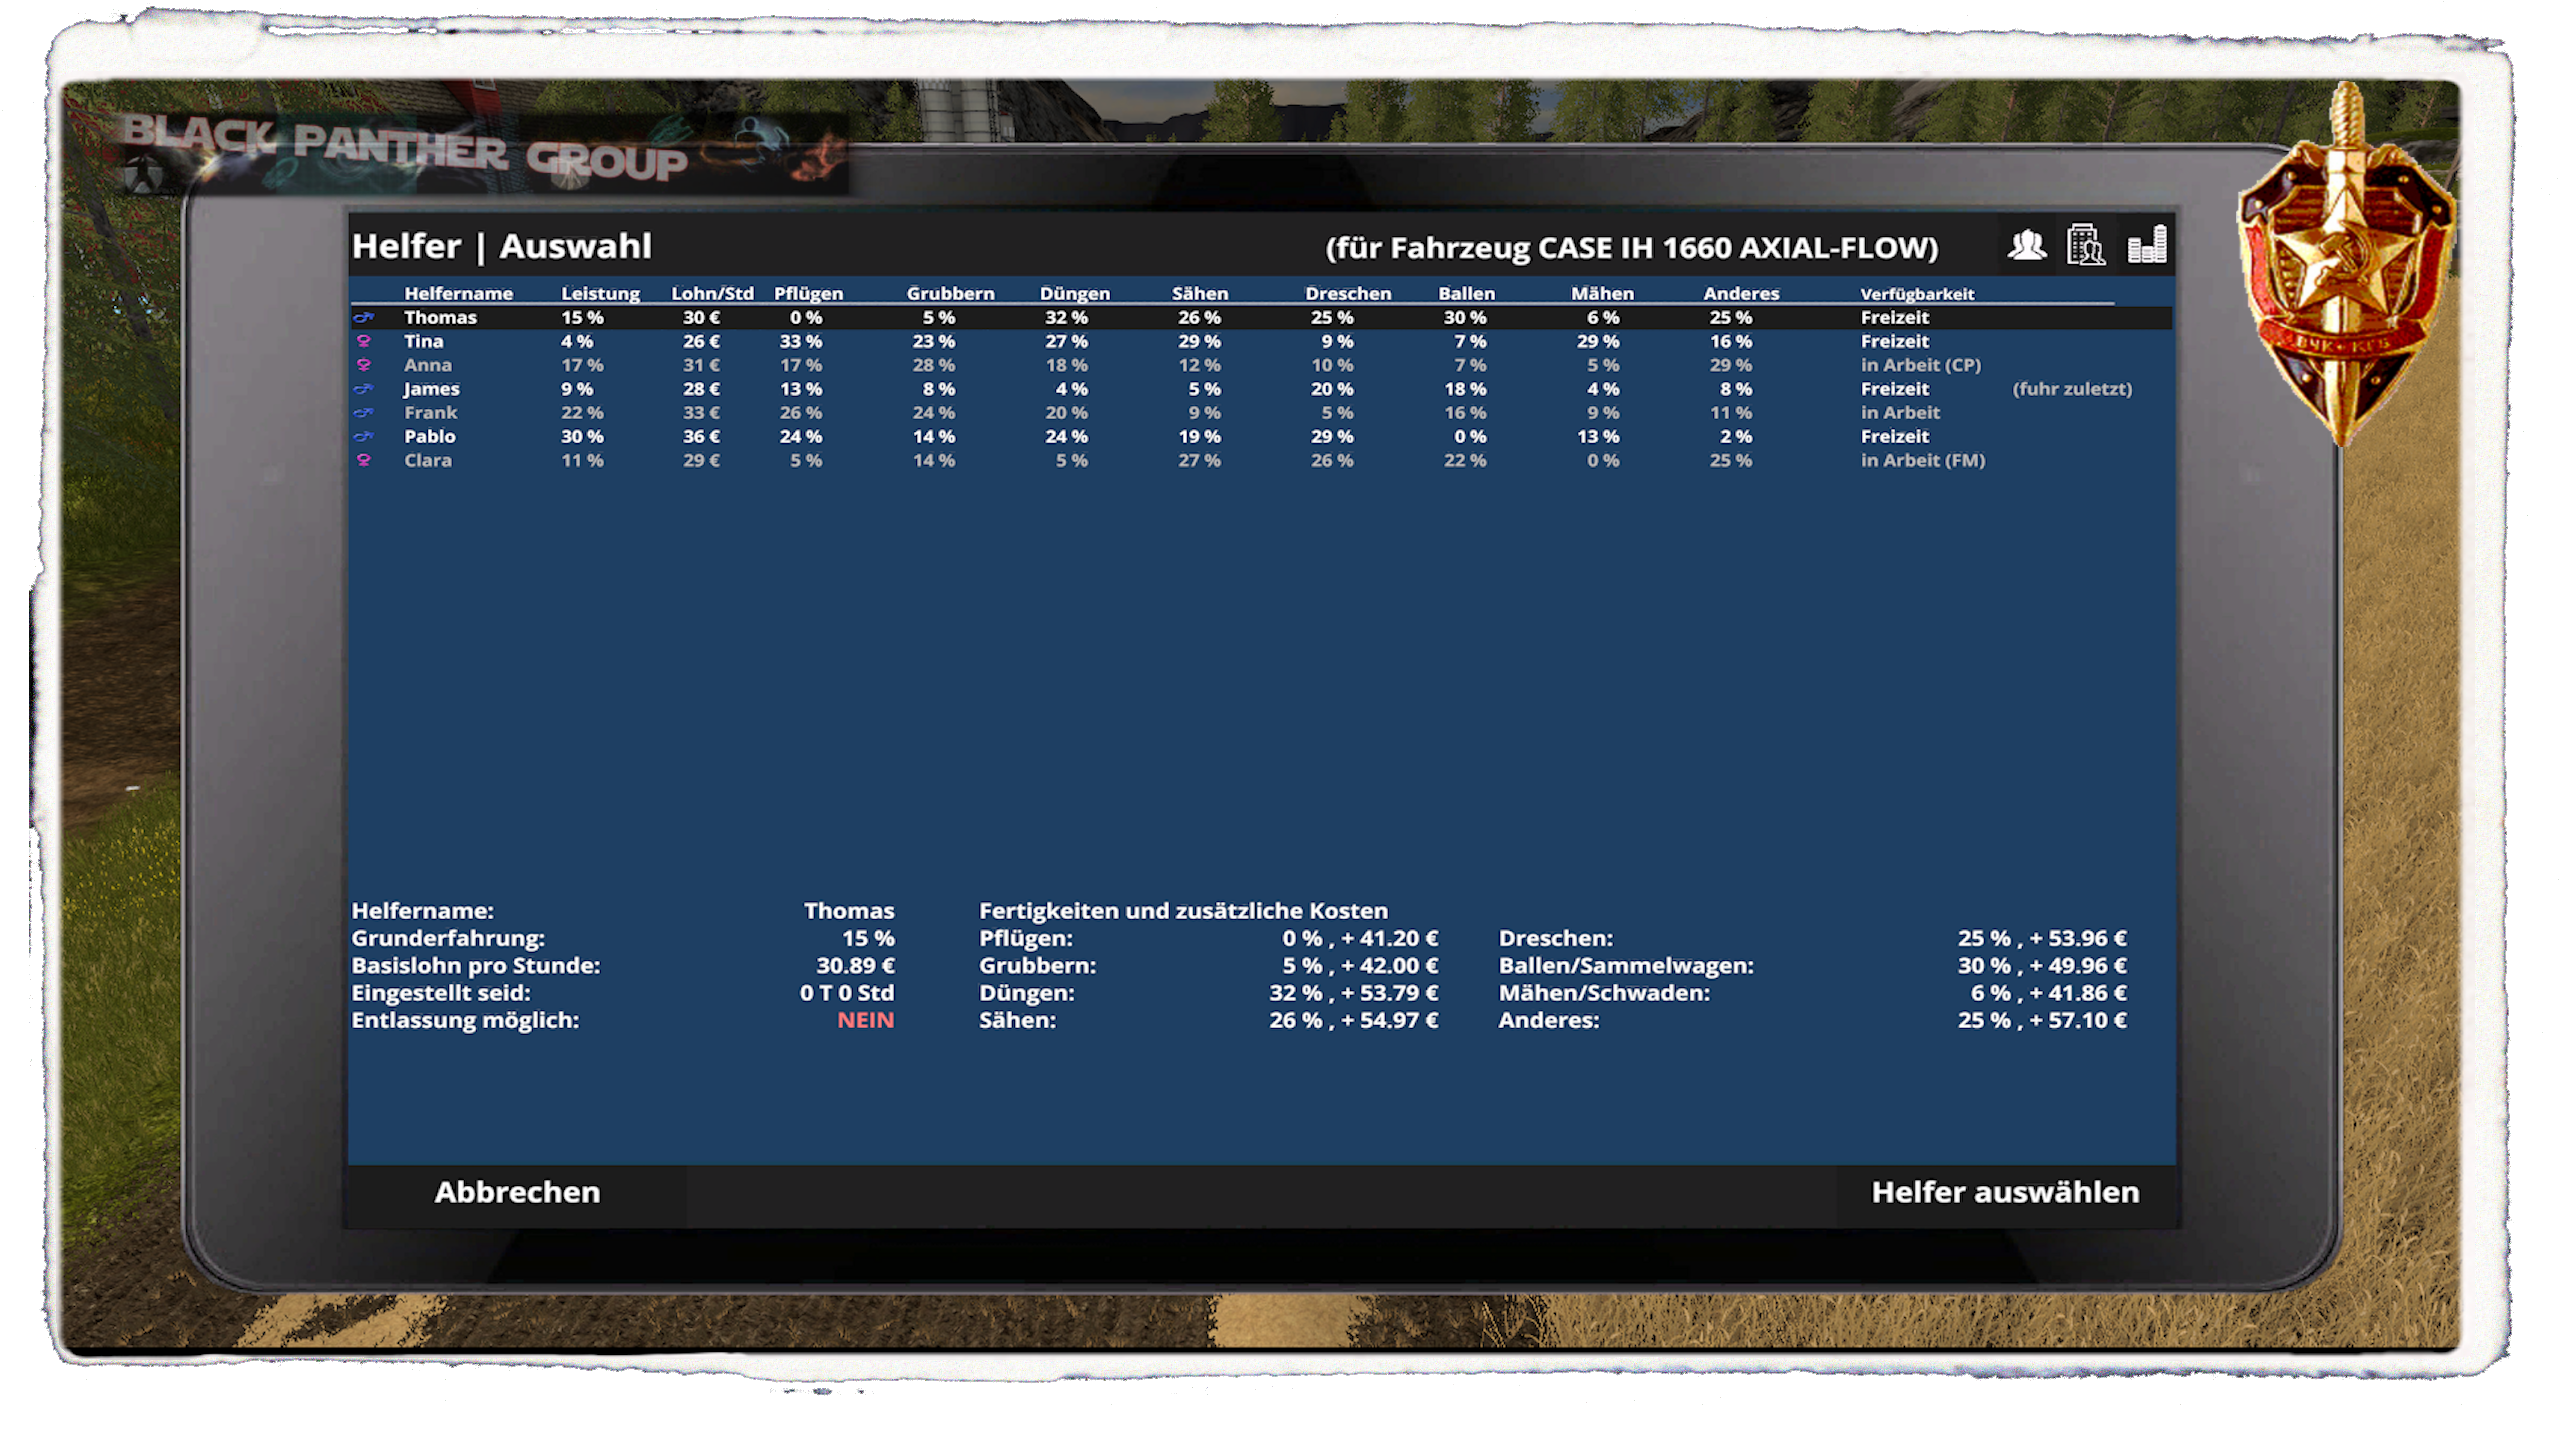 BLACK PANTHER GROUP
Helfer | Auswahl (für Fahrzeug CASE IH 1660 AXIAL-FLOW)
Helfername Leistung Lohn/Std Pflügen Grubbern Düngen Sähen Dreschen Ballen Mähen Anderes Verfügbarkeit
Thomas 15 % 30 € 0 % 5 % 32 % 26 % 25 % 30 % 6 % 25 % Freizeit
Tina 4 % 26 € 33 % 23 % 27 % 29 % 9 % 7 % 29 % 16 % Freizeit
Anna 17 % 31 € 17 % 28 % 18 % 12 % 10 % 7 % 5 % 29 % in Arbeit (CP)
James 9 % 28 € 13 % 8 % 4 % 5 % 20 % 18 % 4 % 8 % Freizeit (fuhr zuletzt)
Frank 22 % 33 € 26 % 24 % 20 % 9 % 5 % 16 % 9 % 11 % in Arbeit
Pablo 30 % 36 € 24 % 14 % 24 % 19 % 29 % 0 % 13 % 2 % Freizeit
Clara 11 % 29 € 5 % 14 % 5 % 27 % 26 % 22 % 0 % 25 % in Arbeit (FM)
Helfername: Thomas Fertigkeiten und zusätzliche Kosten
Grunderfahrung: 15 % Pflügen: 0 % , + 41.20 € Dreschen: 25 % , + 53.96 €
Basislohn pro Stunde: 30.89 € Grubbern: 5 % , + 42.00 € Ballen/Sammelwagen: 30 % , + 49.96 €
Eingestellt seid: 0 T 0 Std Düngen: 32 % , + 53.79 € Mähen/Schwaden: 6 % , + 41.86 €
Entlassung möglich: NEIN Sähen: 26 % , + 54.97 € Anderes: 25 % , + 57.10 €
Abbrechen Helfer auswählen
ВЧК-КГБ